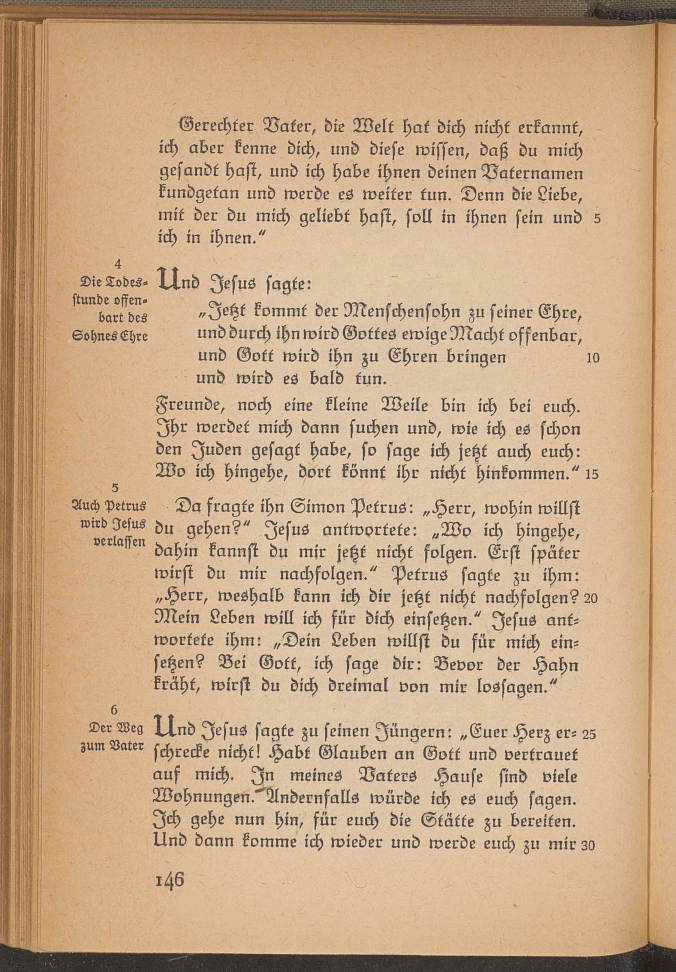 Gerechter Vater, die Welt hat dich nicht erkannt,
ich aber kenne dich, und diese wissen, daß du mich
gesandt hast, und ich habe ihnen deinen Vaternamen
kundgetan und werde es weiter tun. Denn die Liebe,
mit der du mich geliebt hast, soll in ihnen sein und 5
ich in ihnen.“
4
Die Todes-
stunde offen-
bart des
Sohnes Ehre
Und Jesus sagte:
„Jetzt kommt der Menschensohn zu seiner Ehre,
und durch ihn wird Gottes ewige Macht offenbar,
und Gott wird ihn zu Ehren bringen 10
und wird es bald tun.
Freunde, noch eine kleine Weile bin ich bei euch.
Ihr werdet mich dann suchen und, wie ich es schon
den Juden gesagt habe, so sage ich jetzt auch euch:
Wo ich hingehe, dort könnt ihr nicht hinkommen.“ 15
5
Auch Petrus
wird Jesus
verlassen
Da fragte ihn Simon Petrus: „Herr, wohin willst
du gehen?“ Jesus antwortete: „Wo ich hingehe,
dahin kannst du mir jetzt nicht folgen. Erst später
wirst du mir nachfolgen.“ Petrus sagte zu ihm:
„Herr, weshalb kann ich dir jetzt nicht nachfolgen? 20
Mein Leben will ich für dich einsetzen.“ Jesus ant-
wortete ihm: „Dein Leben willst du für mich ein-
setzen? Bei Gott, ich sage dir: Bevor der Hahn
kräht, wirst du dich dreimal von mir lossagen.“
6
Der Weg
zum Vater
Und Jesus sagte zu seinen Jüngern: „Euer Herz er- 25
schrecke nicht! Habt Glauben an Gott und vertrauet
auf mich. In meines Vaters Hause sind viele
Wohnungen. Andernfalls würde ich es euch sagen.
Ich gehe nun hin, für euch die Stätte zu bereiten.
Und dann komme ich wieder und werde euch zu mir 30
146